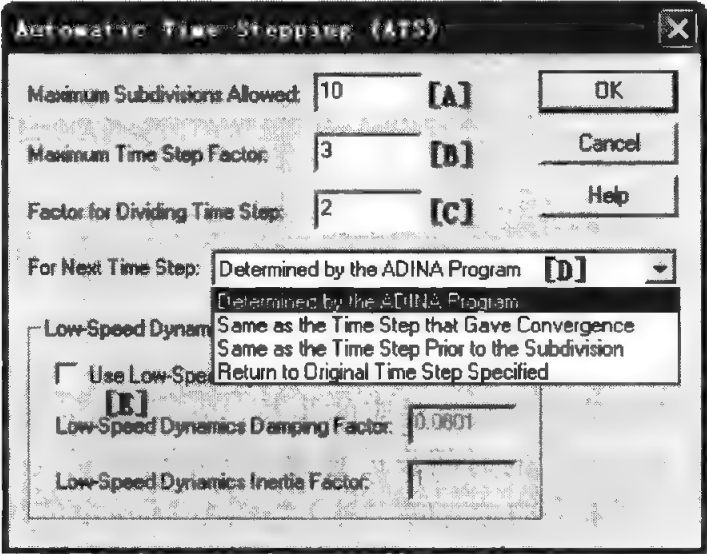 Automatic Time Stepping (ATS)
Maximum Subdivisions Allowed: 10 [A] OK
Maximum Time Step Factor: 3 [B] Cancel
Factor for Dividing Time Step: 2 [C] Help
For Next Time Step: Determined by the ADINA Program [D]
Determined by the ADINA Program
Same as the Time Step that Gave Convergence
Same as the Time Step Prior to the Subdivision
Return to Original Time Step Specified
Low-Speed Dynam
Use Low-Spee
[E]
Low-Speed Dynamics Damping Factor: 0.0601
Low-Speed Dynamics Inertia Factor: 1